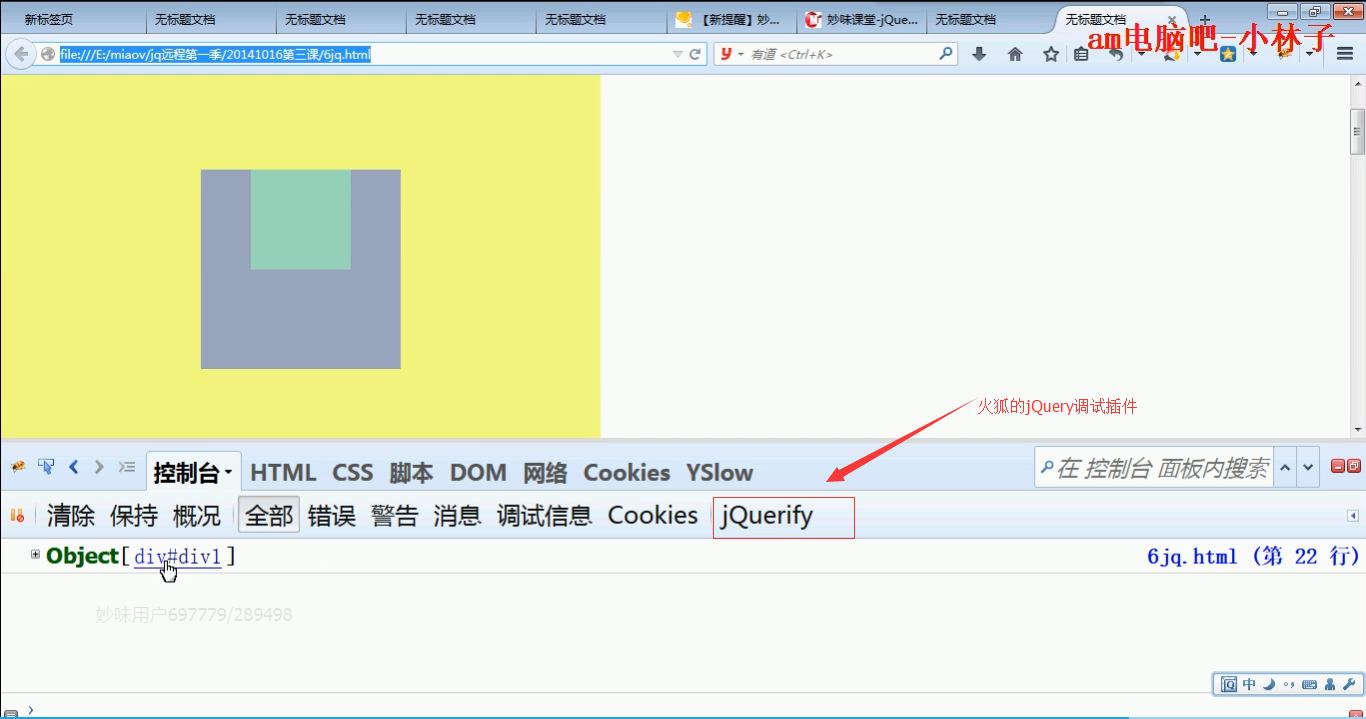 新标签页 无标题文档 无标题文档 无标题文档 无标题文档 【新提醒】妙... 妙味课堂-jQue... 无标题文档 无标题文档
am电脑吧-小林子
file:///E:/miaov/jq远程第一季/20141016第三课/6jq.html 有道 <Ctrl+K>
火狐的jQuery调试插件
控制台 HTML CSS 脚本 DOM 网络 Cookies YSlow 在 控制台 面板内搜索
清除 保持 概况 全部 错误 警告 消息 调试信息 Cookies jQuerify
Object[ div#div1 ] 6jq.html (第 22 行)
妙味用户697779/289498
中